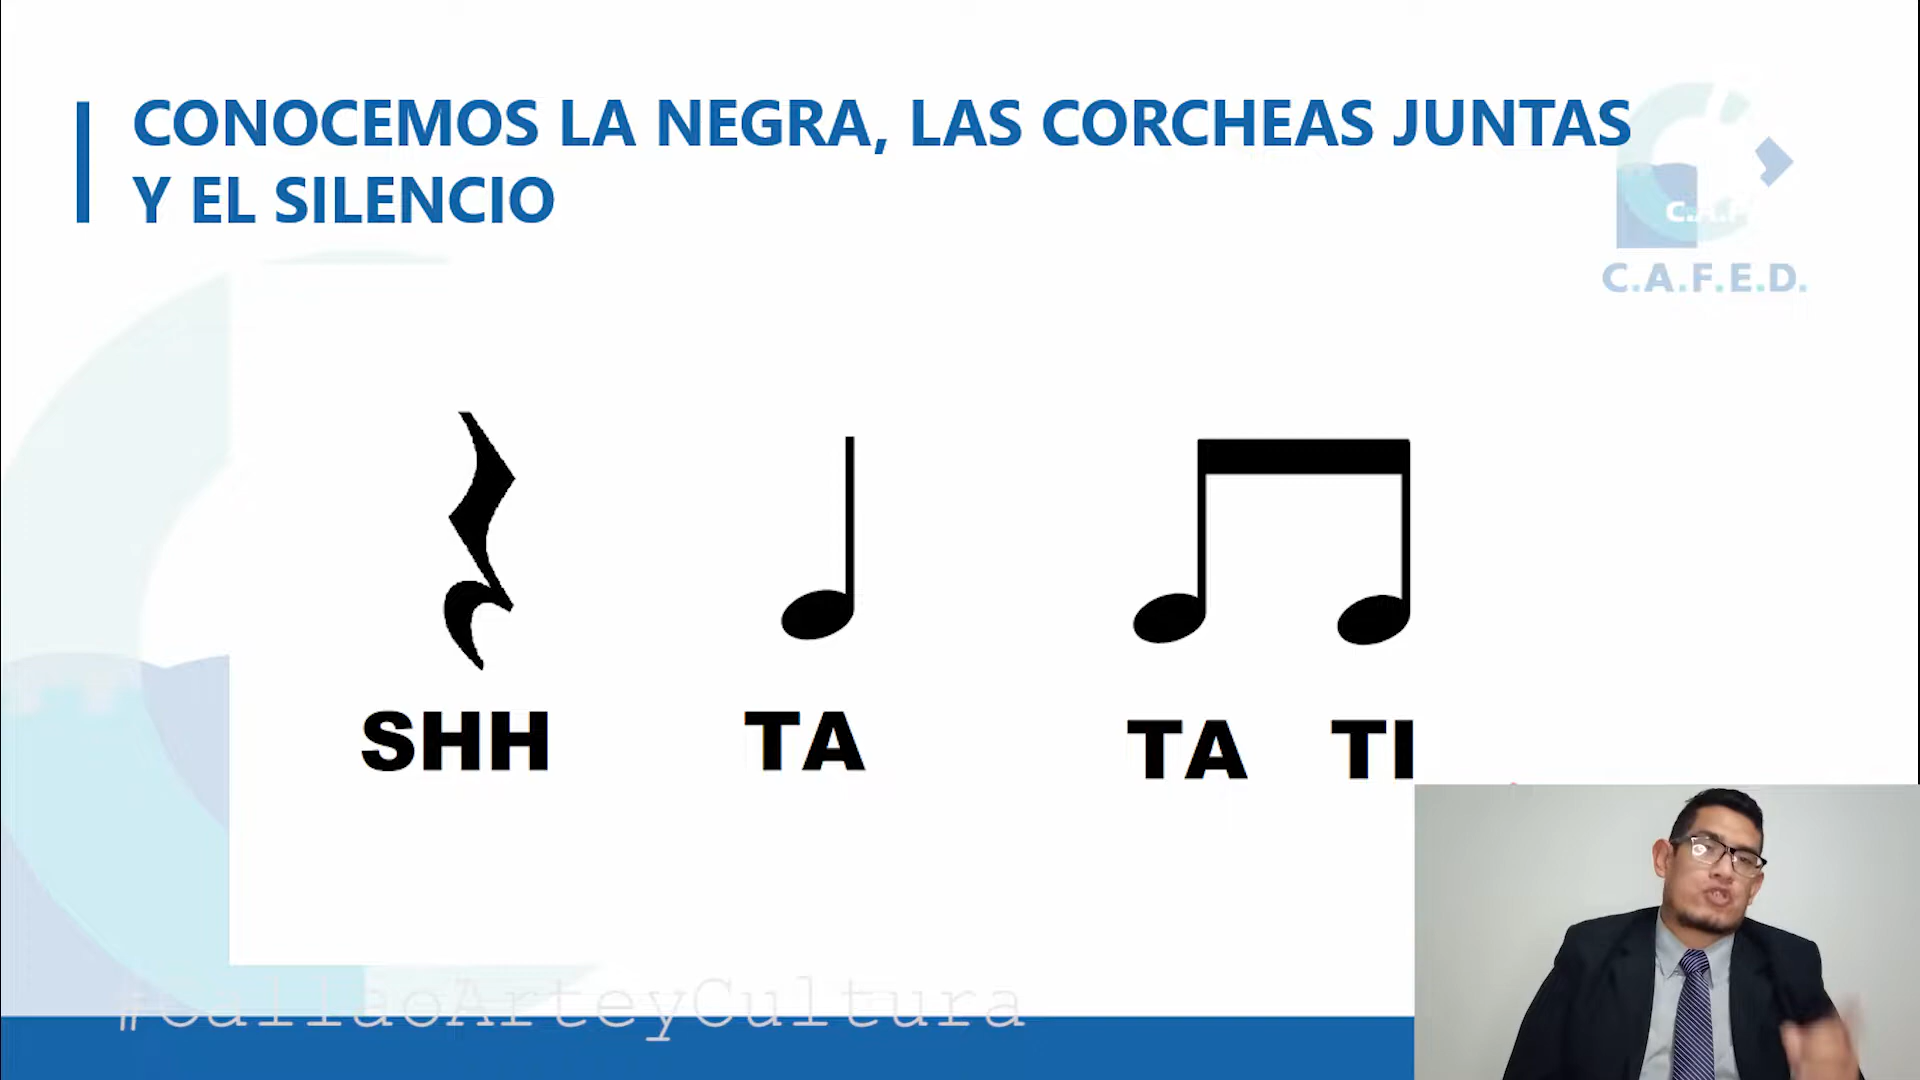 CONOCEMOS LA NEGRA, LAS CORCHEAS JUNTAS
Y EL SILENCIO
C.A.F.E.D.
SHH TA TA TI
#CallaoArteyCultura